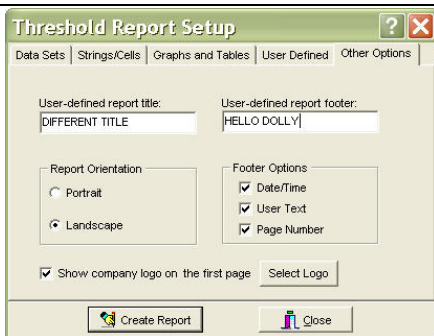 Threshold Report Setup
Data Sets Strings/Cells Graphs and Tables User Defined Other Options
User-defined report title: User-defined report footer:
DIFFERENT TITLE HELLO DOLLY
Report Orientation Footer Options
Portrait Date/Time
User Text
Landscape Page Number
Show company logo on the first page Select Logo
Create Report Close